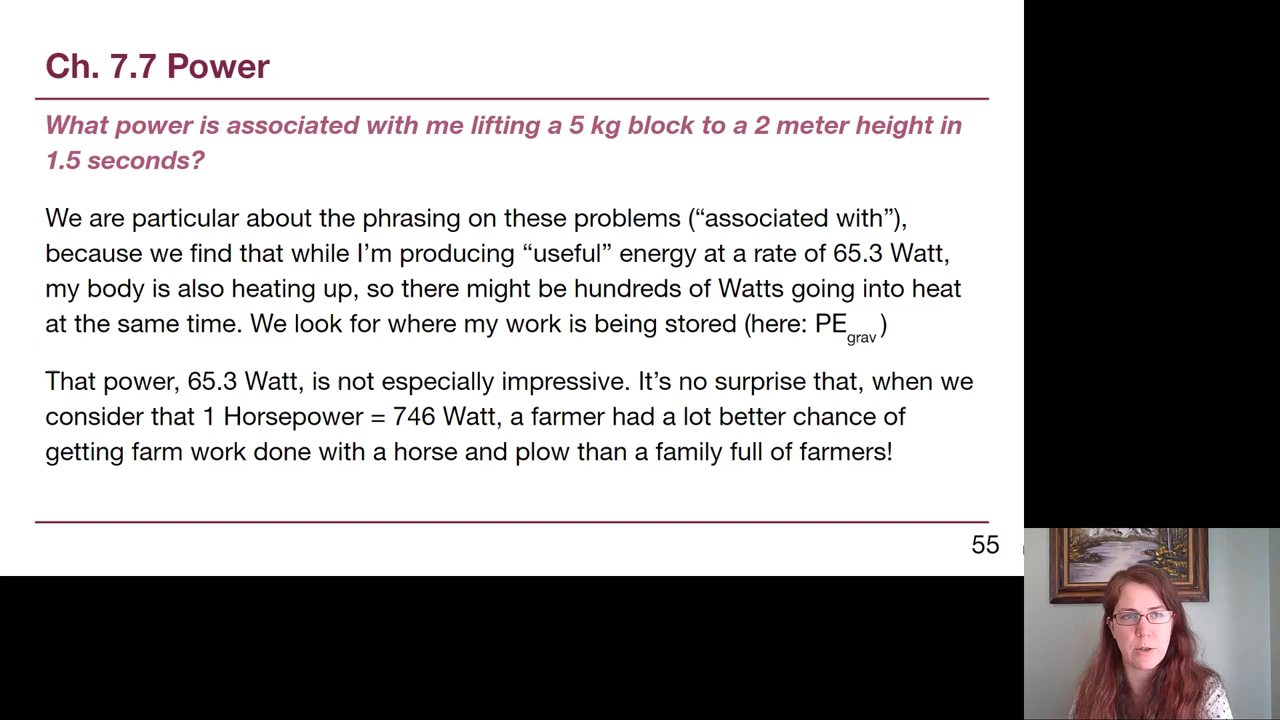 Ch. 7.7 Power
What power is associated with me lifting a 5 kg block to a 2 meter height in
1.5 seconds?
We are particular about the phrasing on these problems (“associated with”),
because we find that while I’m producing “useful” energy at a rate of 65.3 Watt,
my body is also heating up, so there might be hundreds of Watts going into heat
at the same time. We look for where my work is being stored (here: PEgrav)
That power, 65.3 Watt, is not especially impressive. It’s no surprise that, when we
consider that 1 Horsepower = 746 Watt, a farmer had a lot better chance of
getting farm work done with a horse and plow than a family full of farmers!
55